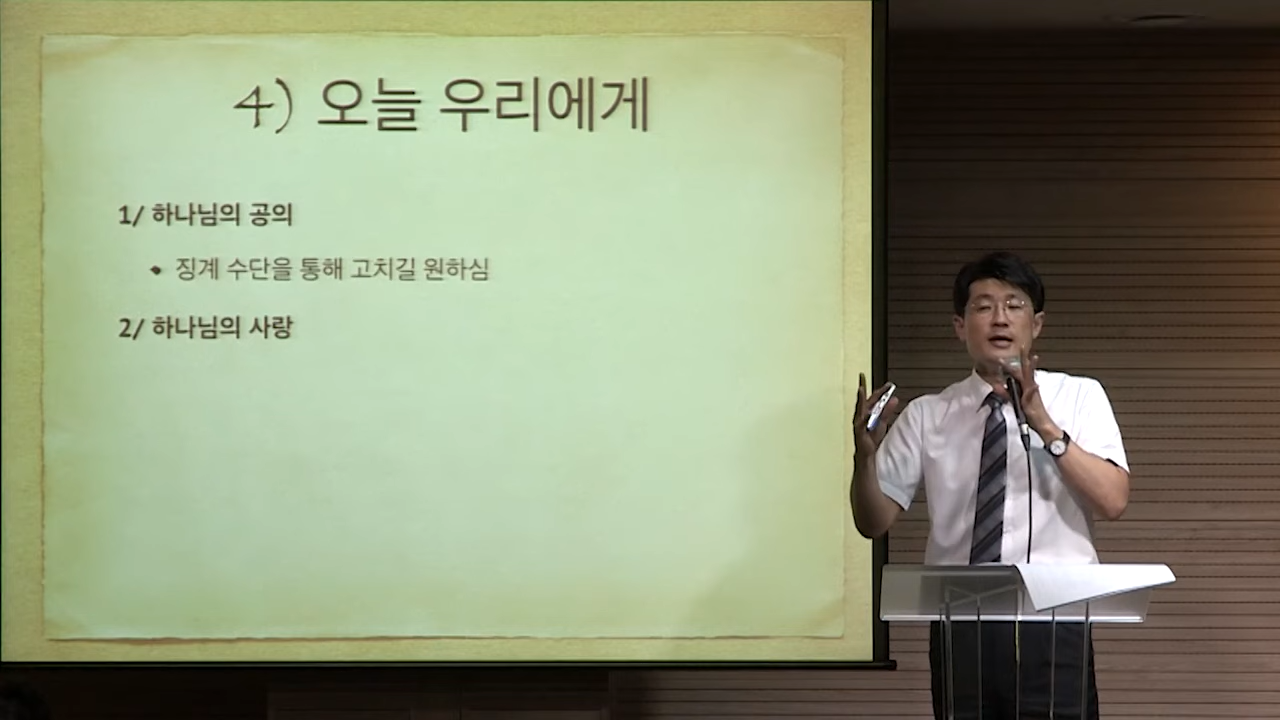 4) 오늘 우리에게
1/ 하나님의 공의
• 징계 수단을 통해 고치길 원하심
2/ 하나님의 사랑